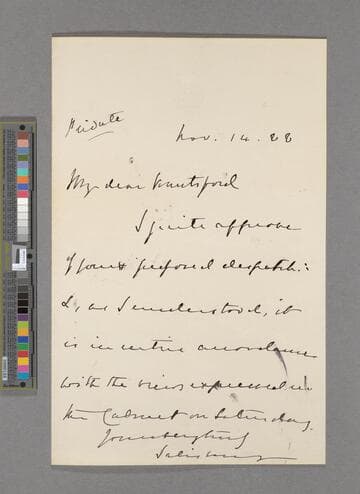 Private
Nov. 14. 88
My dear Knutsford
I quite approve
of your proposed despatch:
&, as I understood, it
is in entire accordance
with the views expressed in
the Cabinet on Saturday.
Yours very truly
Salisbury